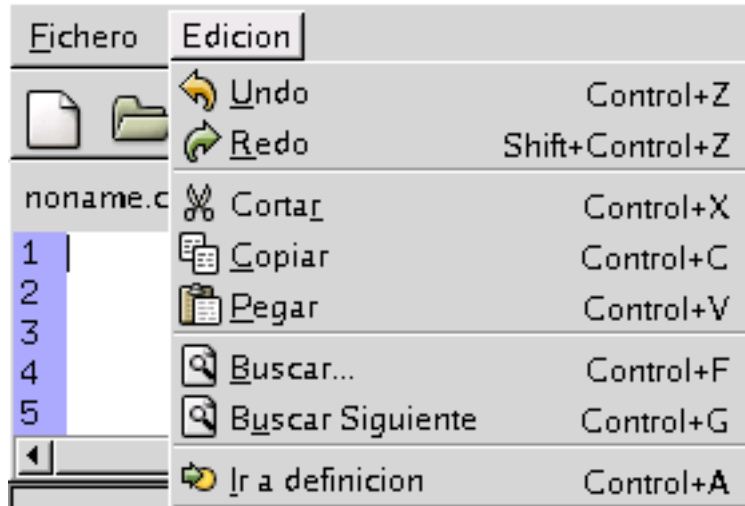 Fichero Edicion
Undo Control+Z
Redo Shift+Control+Z
noname.c
Cortar Control+X
1
Copiar Control+C
2
Pegar Control+V
3
4
Buscar... Control+F
5
Buscar Siguiente Control+G
Ir a definicion Control+A